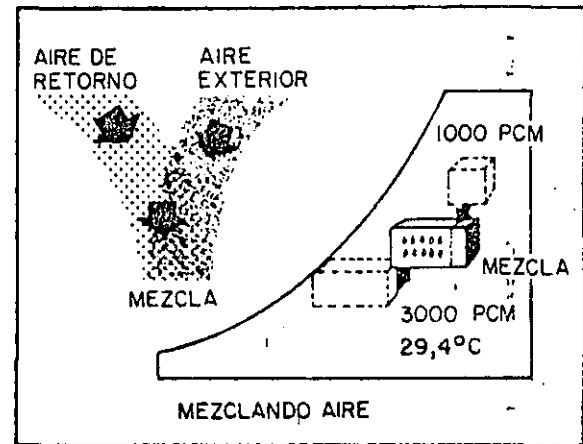 AIRE DE
RETORNO
AIRE
EXTERIOR
1000 PCM
MEZCLA
MEZCLA
3000 PCM
29,4°C
MEZCLANDO AIRE